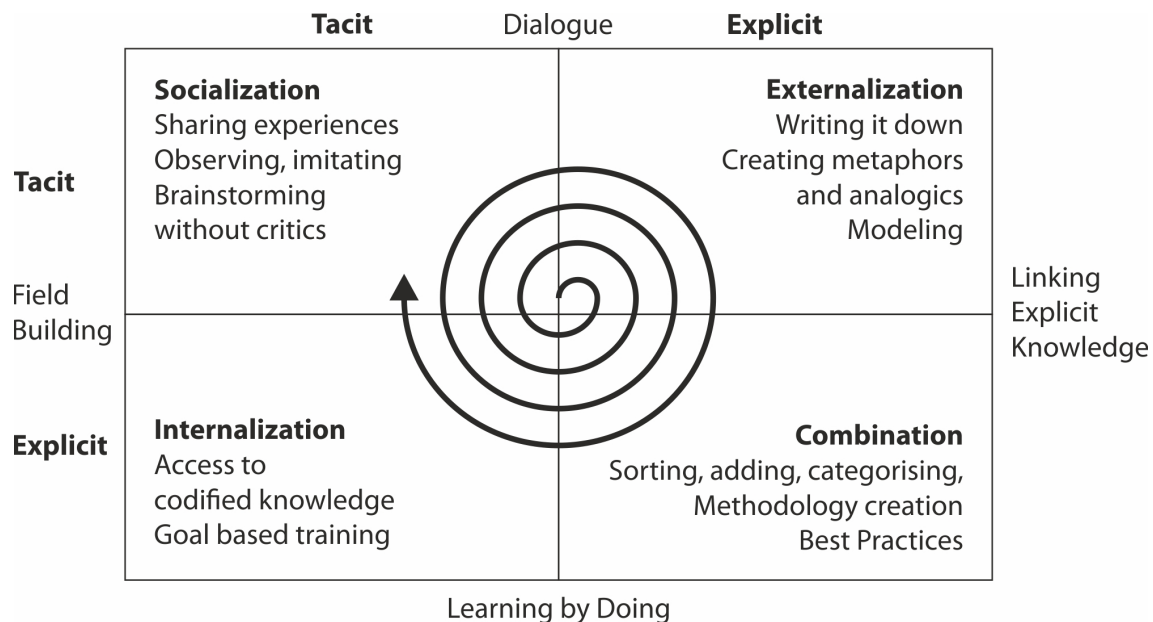 Tacit
Dialogue
Explicit
Socialization
Sharing experiences
Observing, imitating
Brainstorming
without critics
Externalization
Writing it down
Creating metaphors
and analogics
Modeling
Tacit
Field
Building
Linking
Explicit
Knowledge
Explicit
Internalization
Access to
codified knowledge
Goal based training
Combination
Sorting, adding, categorising,
Methodology creation
Best Practices
Learning by Doing